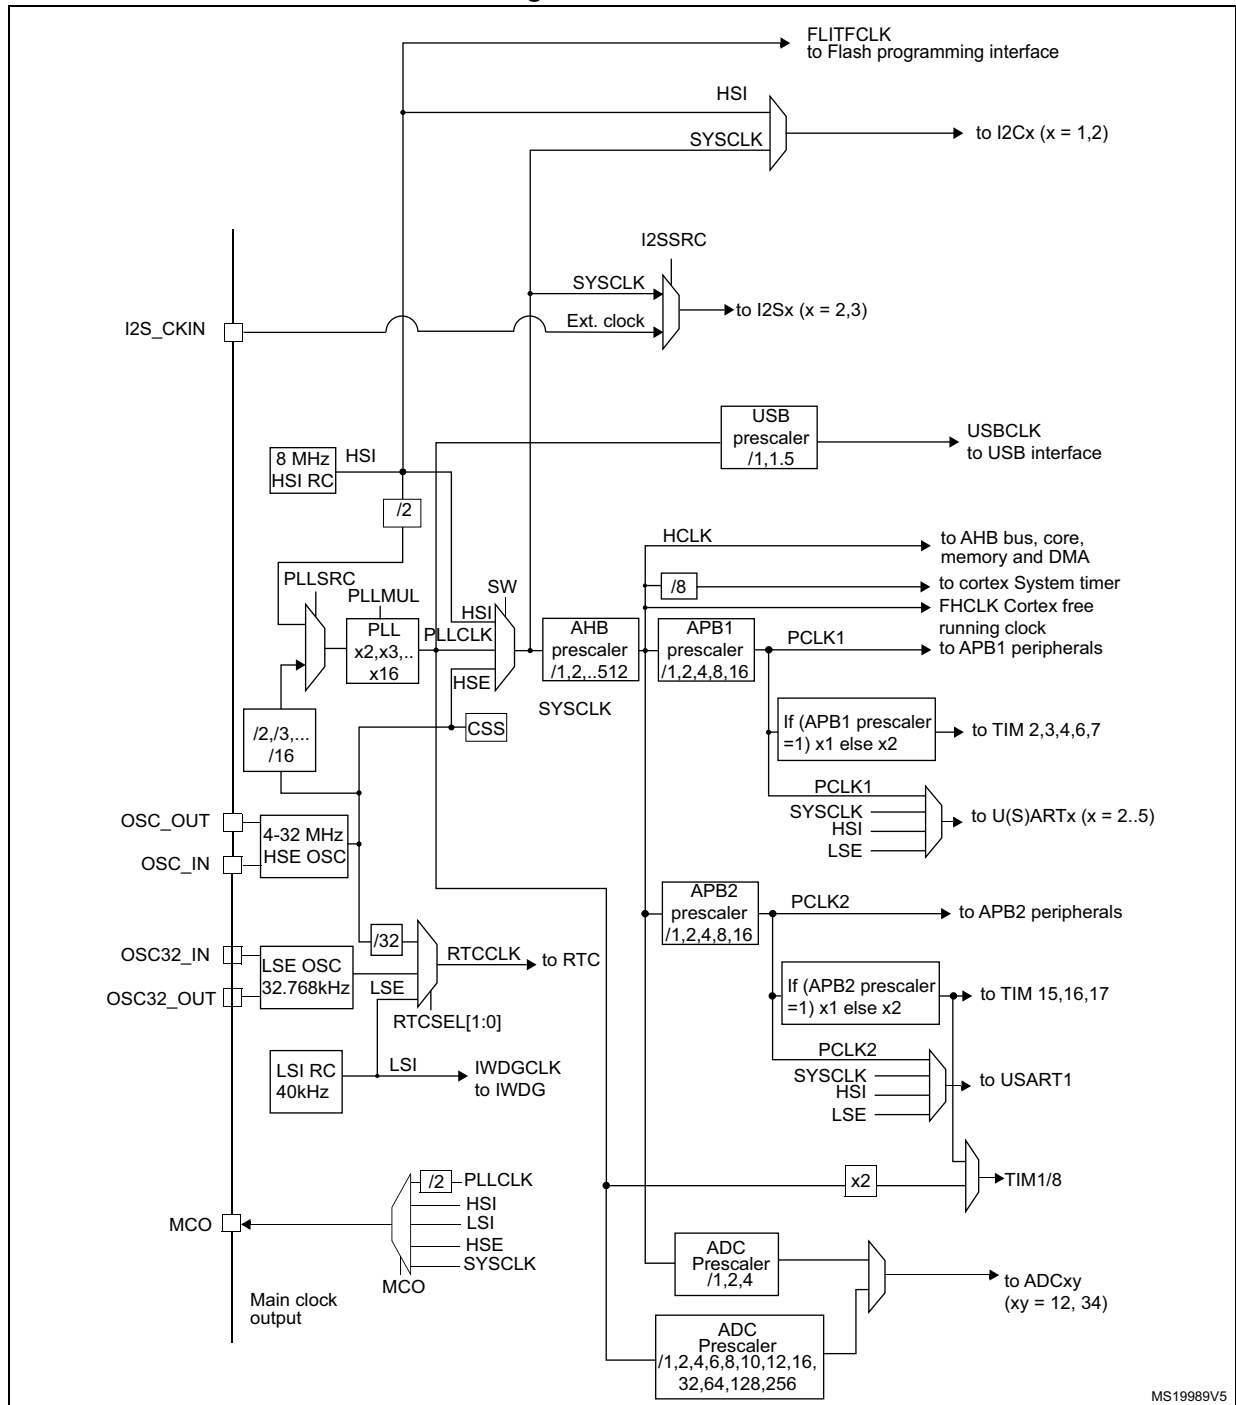 FLITFCLK
to Flash programming interface
HSI
to I2Cx (x = 1,2)
SYSCLK
I2SSRC
SYSCLK
to I2Sx (x = 2,3)
I2S_CKIN
Ext. clock
USB
prescaler
/1,1.5
USBCLK
to USB interface
8 MHz
HSI RC
HSI
/2
HCLK
to AHB bus, core,
memory and DMA
/8
to cortex System timer
FHCLK Cortex free
running clock
PLLSRC
PLLMUL
PLL
x2,x3,..
x16
SW
HSI
PLLCLK
HSE
AHB
prescaler
/1,2,..512
APB1
prescaler
/1,2,4,8,16
PCLK1
to APB1 peripherals
SYSCLK
CSS
/2,/3,...
/16
If (APB1 prescaler
=1) x1 else x2
to TIM 2,3,4,6,7
PCLK1
SYSCLK
HSI
LSE
to U(S)ARTx (x = 2..5)
OSC_OUT
OSC_IN
4-32 MHz
HSE OSC
APB2
prescaler
/1,2,4,8,16
PCLK2
to APB2 peripherals
OSC32_IN
OSC32_OUT
LSE OSC
32.768kHz
/32
RTCCLK
to RTC
LSE
RTCSEL[1:0]
If (APB2 prescaler
=1) x1 else x2
to TIM 15,16,17
LSI RC
40kHz
LSI
IWDGCLK
to IWDG
PCLK2
SYSCLK
HSI
LSE
to USART1
x2
TIM1/8
/2
PLLCLK
HSI
LSI
HSE
SYSCLK
MCO
MCO
Main clock
output
ADC
Prescaler
/1,2,4
to ADCxy
(xy = 12, 34)
ADC
Prescaler
/1,2,4,6,8,10,12,16,
32,64,128,256
MS19989V5